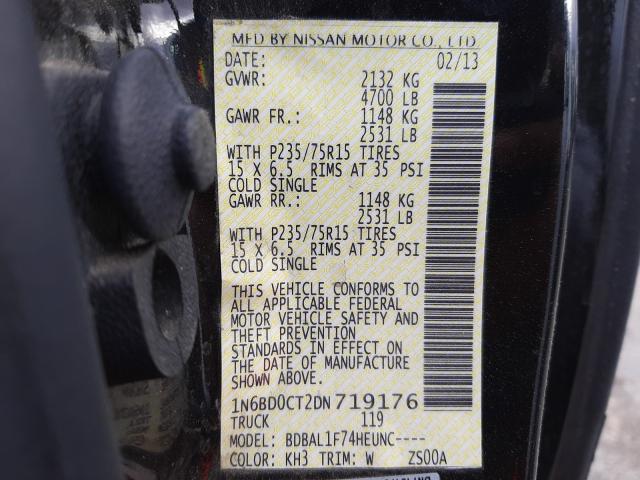 MFD BY NISSAN MOTOR CO., LTD
DATE: 02/13
GVWR: 2132 KG
4700 LB
GAWR FR.: 1148 KG
2531 LB
WITH P235/75R15 TIRES
15 X 6.5 RIMS AT 35 PSI
COLD SINGLE
GAWR RR.: 1148 KG
2531 LB
WITH P235/75R15 TIRES
15 X 6.5 RIMS AT 35 PSI
COLD SINGLE
THIS VEHICLE CONFORMS TO
ALL APPLICABLE FEDERAL
MOTOR VEHICLE SAFETY AND
THEFT PREVENTION
STANDARDS IN EFFECT ON
THE DATE OF MANUFACTURE
SHOWN ABOVE.
1N6BD0CT2DN719176
TRUCK 119
MODEL: BDBAL1F74HEUNC----
COLOR: KH3 TRIM: W ZS00A